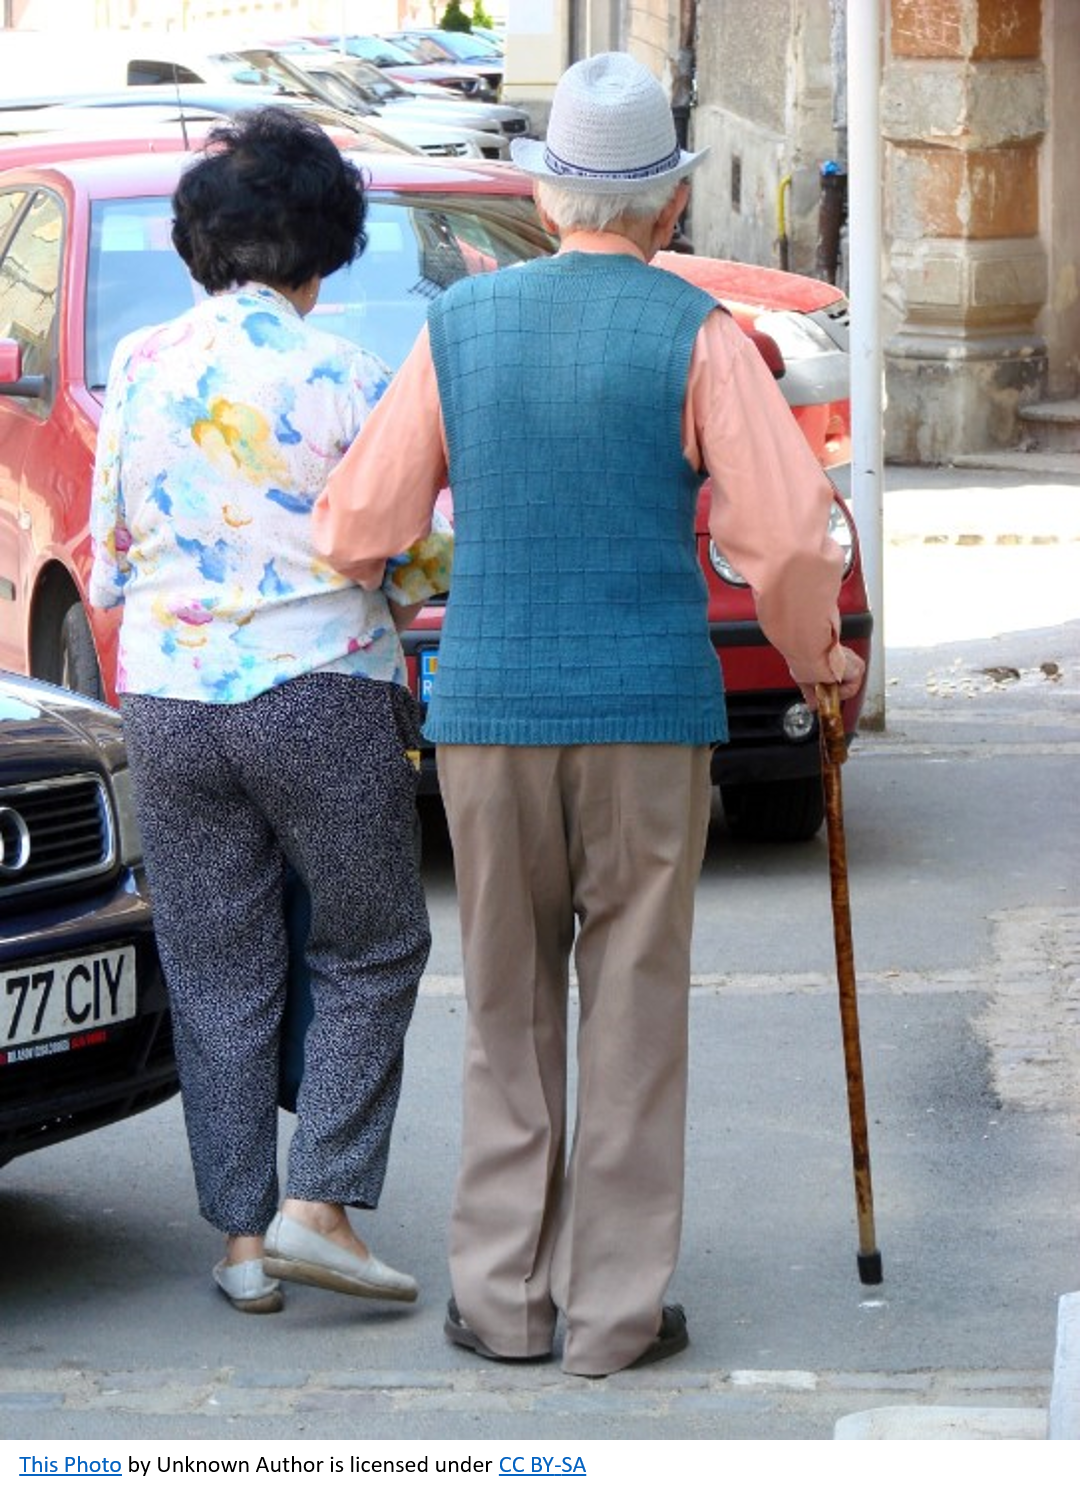 R
77 CIY
This Photo by Unknown Author is licensed under CC BY-SA